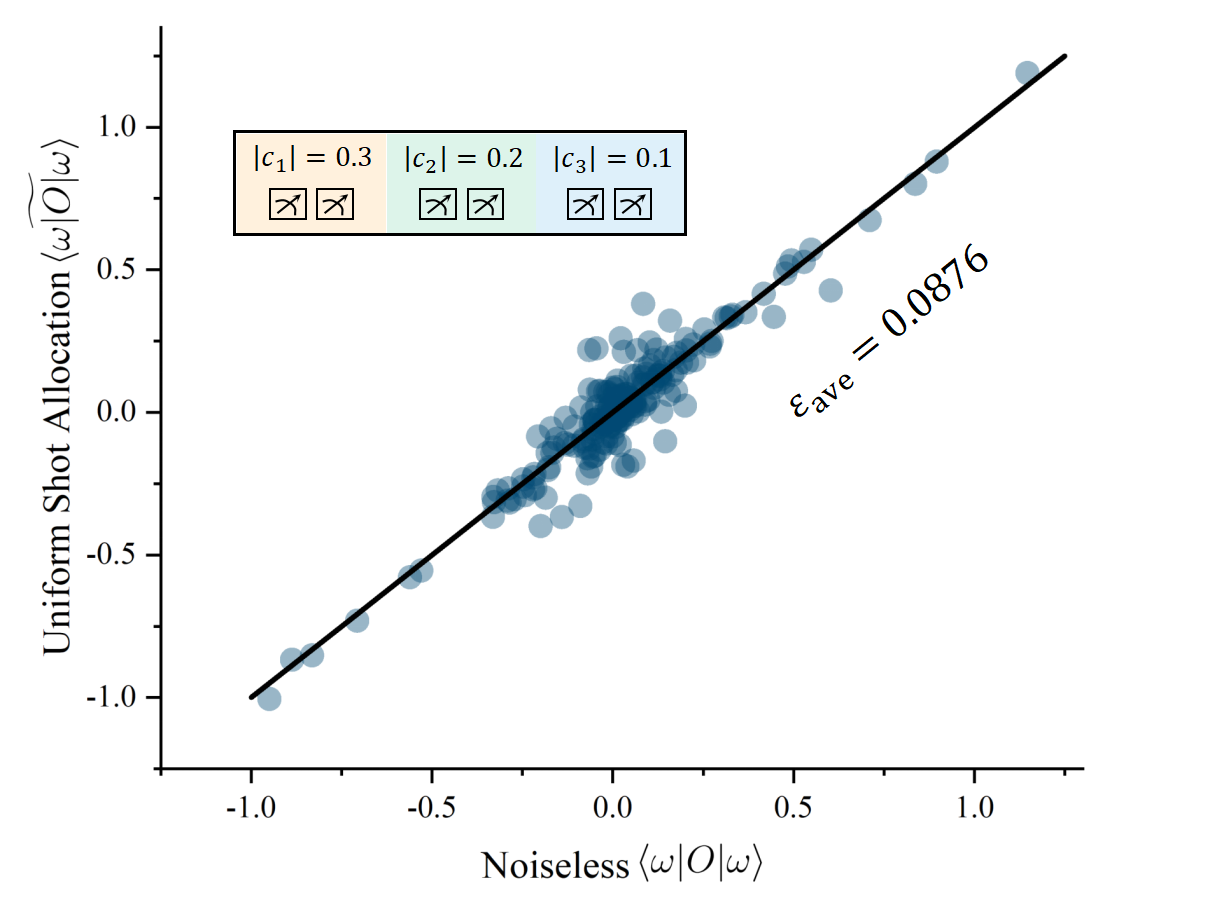 1.0
0.5
0.0
-0.5
-1.0
Uniform Shot Allocation ⟨ω|O|ω⟩~
|c₁| = 0.3 |c₂| = 0.2 |c₃| = 0.1
ε_ave = 0.0876
-1.0 -0.5 0.0 0.5 1.0
Noiseless ⟨ω|O|ω⟩